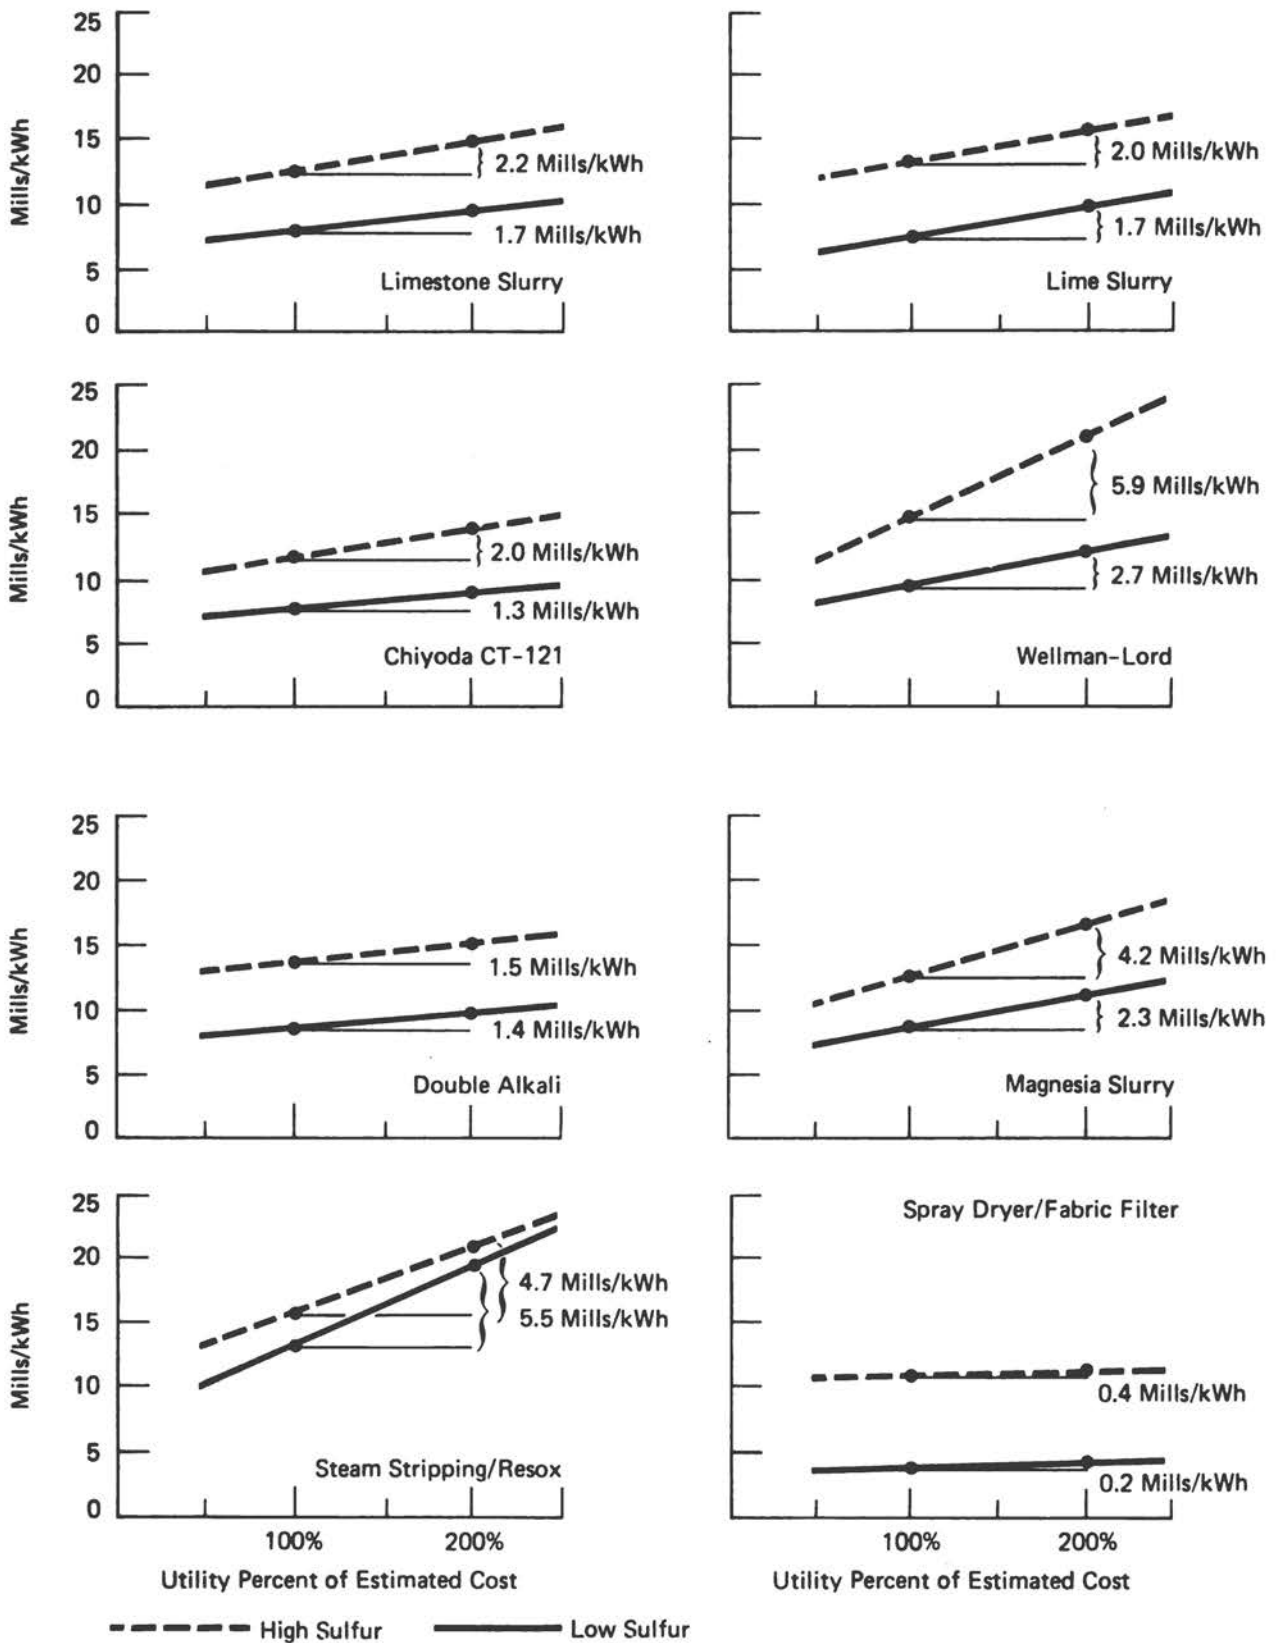 25
20
15
10
5
0
Mills/kWh
2.2 Mills/kWh
1.7 Mills/kWh
Limestone Slurry
2.0 Mills/kWh
1.7 Mills/kWh
Lime Slurry
25
20
15
10
5
0
Mills/kWh
2.0 Mills/kWh
1.3 Mills/kWh
Chiyoda CT-121
5.9 Mills/kWh
2.7 Mills/kWh
Wellman-Lord
25
20
15
10
5
0
Mills/kWh
1.5 Mills/kWh
1.4 Mills/kWh
Double Alkali
4.2 Mills/kWh
2.3 Mills/kWh
Magnesia Slurry
25
20
15
10
5
0
Mills/kWh
4.7 Mills/kWh
5.5 Mills/kWh
Steam Stripping/Resox
100% 200%
Utility Percent of Estimated Cost
Spray Dryer/Fabric Filter
0.4 Mills/kWh
0.2 Mills/kWh
100% 200%
Utility Percent of Estimated Cost
High Sulfur Low Sulfur